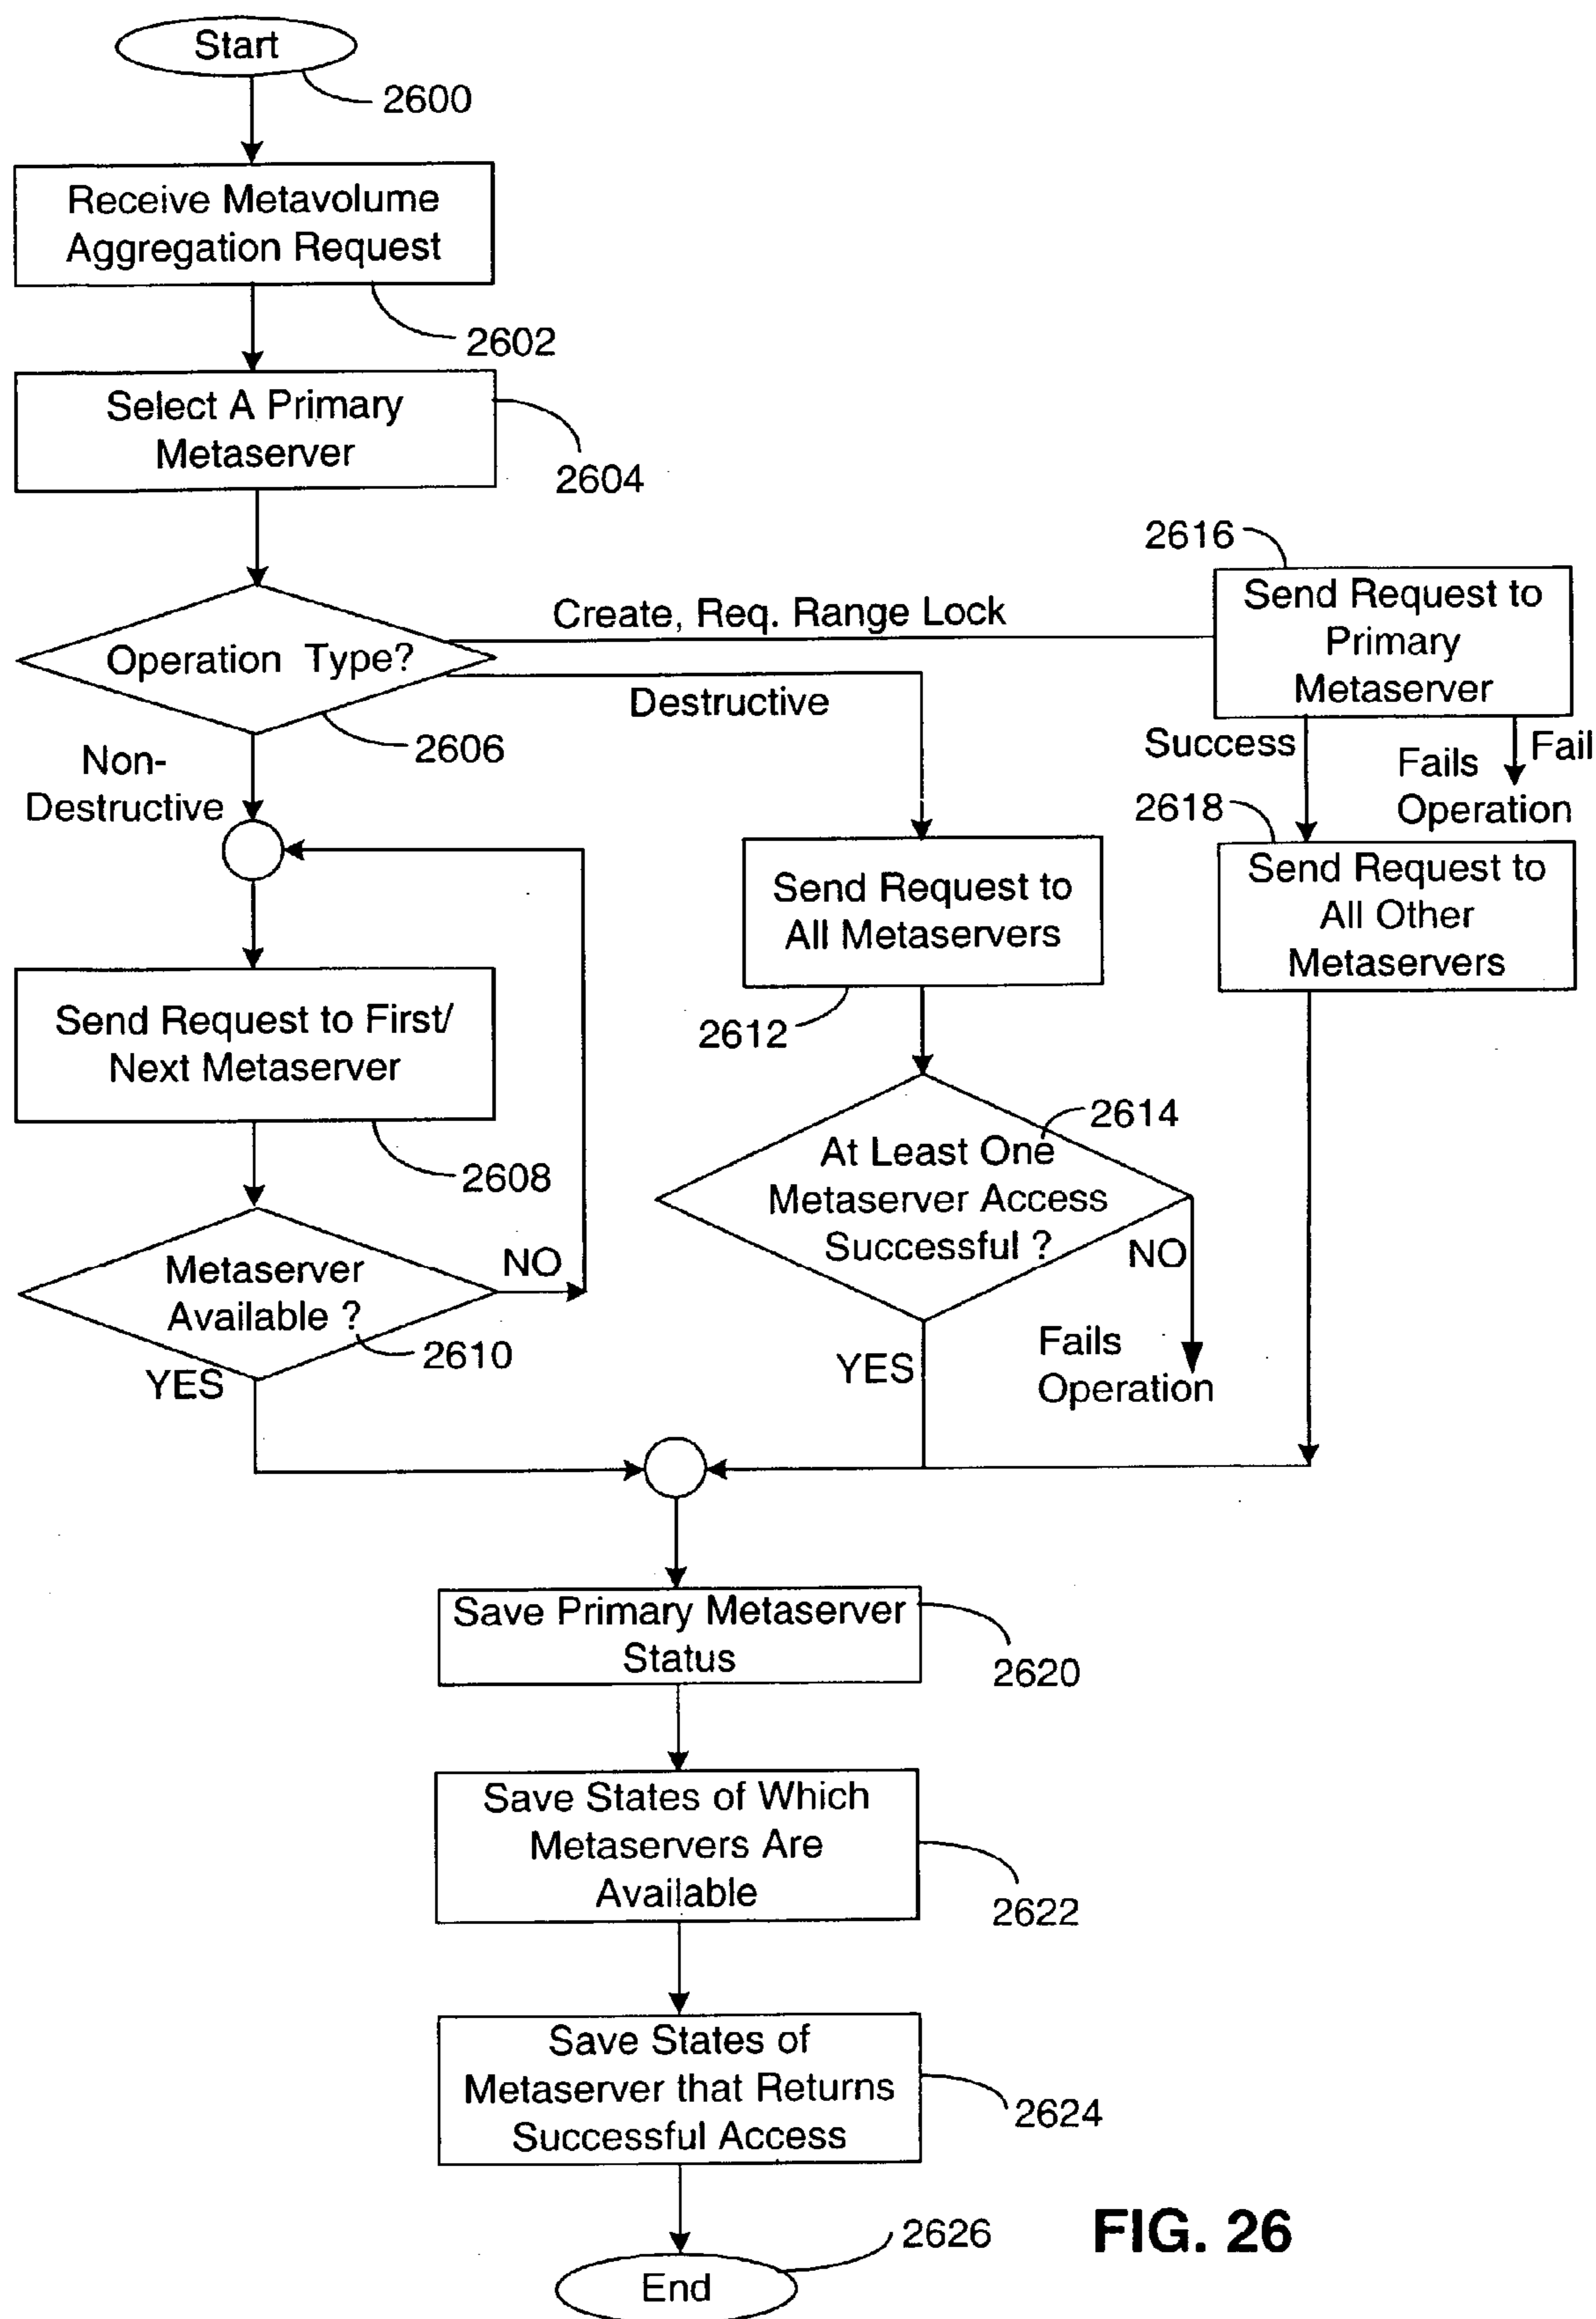 Start
2600
Receive Metavolume
Aggregation Request
2602
Select A Primary
Metaserver
2604
2616
Send Request to
Primary
Metaserver
Create, Req. Range Lock
Operation Type?
Destructive
2606
Non-
Destructive
Success
Fail
Fails
Operation
2618
Send Request to
All Other
Metaservers
Send Request to
All Metaservers
2612
Send Request to First/
Next Metaserver
2608
2614
At Least One
Metaserver Access
Successful ?
NO
Metaserver
Available ?
NO
2610
YES
YES
Fails
Operation
Save Primary Metaserver
Status
2620
Save States of Which
Metaservers Are
Available
2622
Save States of
Metaserver that Returns
Successful Access
2624
2626
End
FIG. 26